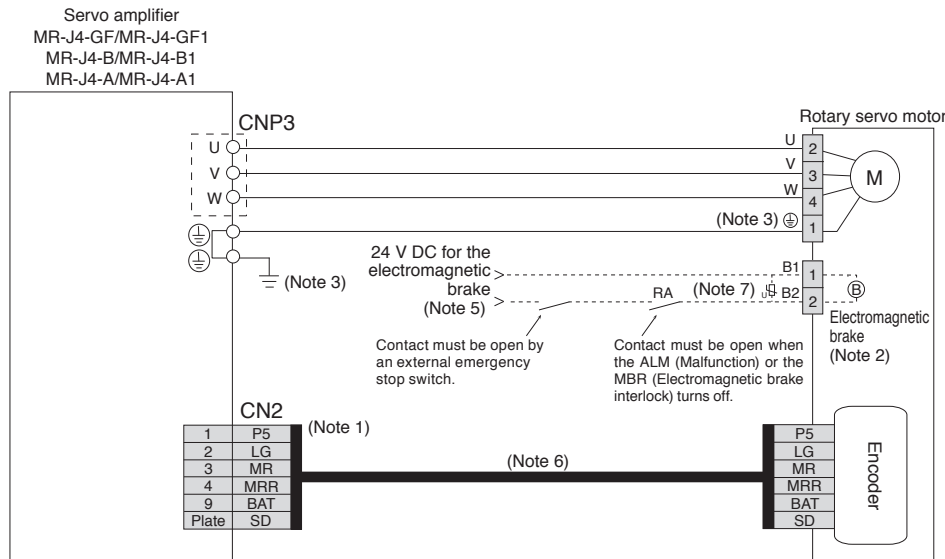 Servo amplifier
MR-J4-GF/MR-J4-GF1
MR-J4-B/MR-J4-B1
MR-J4-A/MR-J4-A1
CNP3
Rotary servo motor
U
V
W
U
V
W
2
3
4
1
M
(Note 3)
(Note 3)
24 V DC for the
electromagnetic
brake
(Note 5)
RA
(Note 7)
U
B1
B2
1
2
B
Electromagnetic
brake
(Note 2)
Contact must be open by
an external emergency
stop switch.
Contact must be open when
the ALM (Malfunction) or the
MBR (Electromagnetic brake
interlock) turns off.
CN2
(Note 1)
(Note 6)
1 P5
2 LG
3 MR
4 MRR
9 BAT
Plate SD
P5
LG
MR
MRR
BAT
SD
Encoder